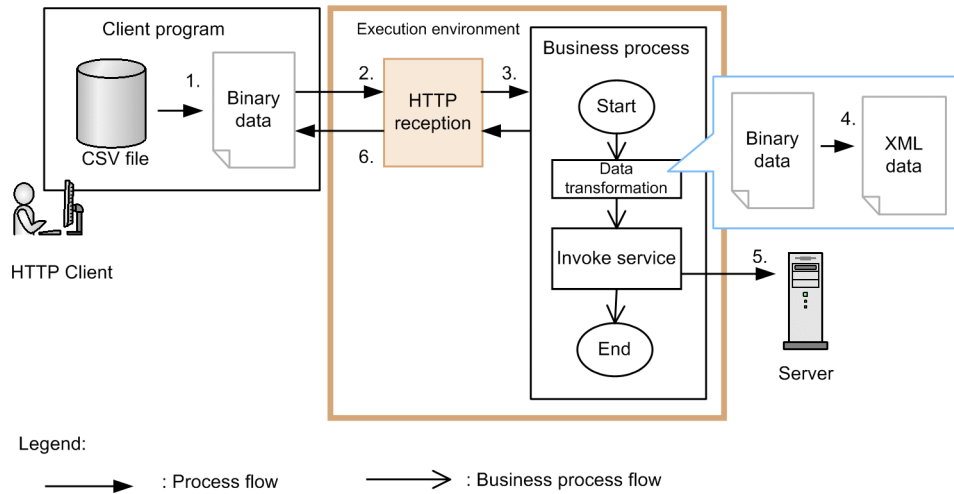 Client program
1.
CSV file
Binary
data
HTTP Client
Execution environment
2.
HTTP
reception
3.
6.
Business process
Start
Data
transformation
Invoke service
End
Binary
data
4.
XML
data
5.
Server
Legend:
: Process flow
: Business process flow